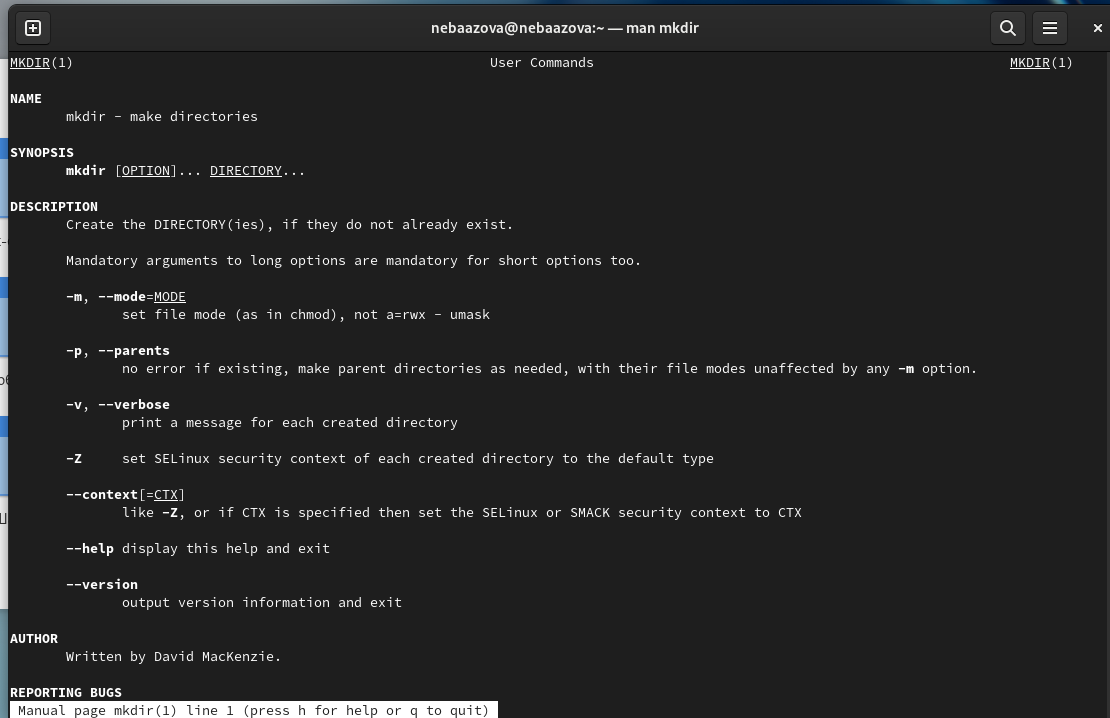 nebaazova@nebaazova:~ — man mkdir
MKDIR(1) User Commands MKDIR(1)
NAME
mkdir - make directories
SYNOPSIS
mkdir [OPTION]... DIRECTORY...
DESCRIPTION
Create the DIRECTORY(ies), if they do not already exist.
Mandatory arguments to long options are mandatory for short options too.
-m, --mode=MODE
set file mode (as in chmod), not a=rwx - umask
-p, --parents
no error if existing, make parent directories as needed, with their file modes unaffected by any -m option.
-v, --verbose
print a message for each created directory
-Z set SELinux security context of each created directory to the default type
--context[=CTX]
like -Z, or if CTX is specified then set the SELinux or SMACK security context to CTX
--help display this help and exit
--version
output version information and exit
AUTHOR
Written by David MacKenzie.
REPORTING BUGS
Manual page mkdir(1) line 1 (press h for help or q to quit)